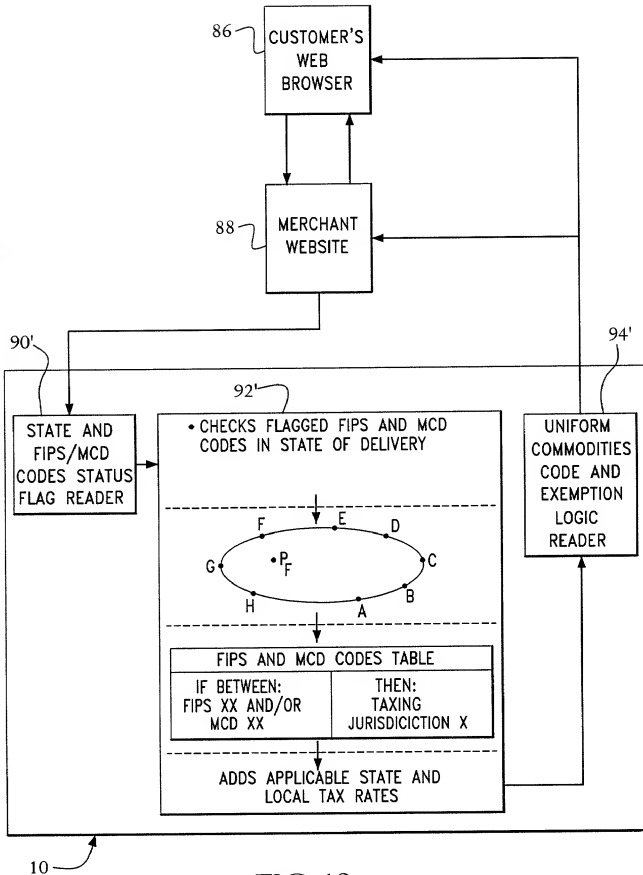 86
CUSTOMER'S
WEB
BROWSER
88
MERCHANT
WEBSITE
90'
92'
94'
STATE AND
FIPS/MCD
CODES STATUS
FLAG READER
• CHECKS FLAGGED FIPS AND MCD
CODES IN STATE OF DELIVERY
F
E
D
G
PF
C
H
A
B
FIPS AND MCD CODES TABLE
IF BETWEEN:
FIPS XX AND/OR
MCD XX
THEN:
TAXING
JURISDICICTION X
ADDS APPLICABLE STATE AND
LOCAL TAX RATES
UNIFORM
COMMODITIES
CODE AND
EXEMPTION
LOGIC
READER
10